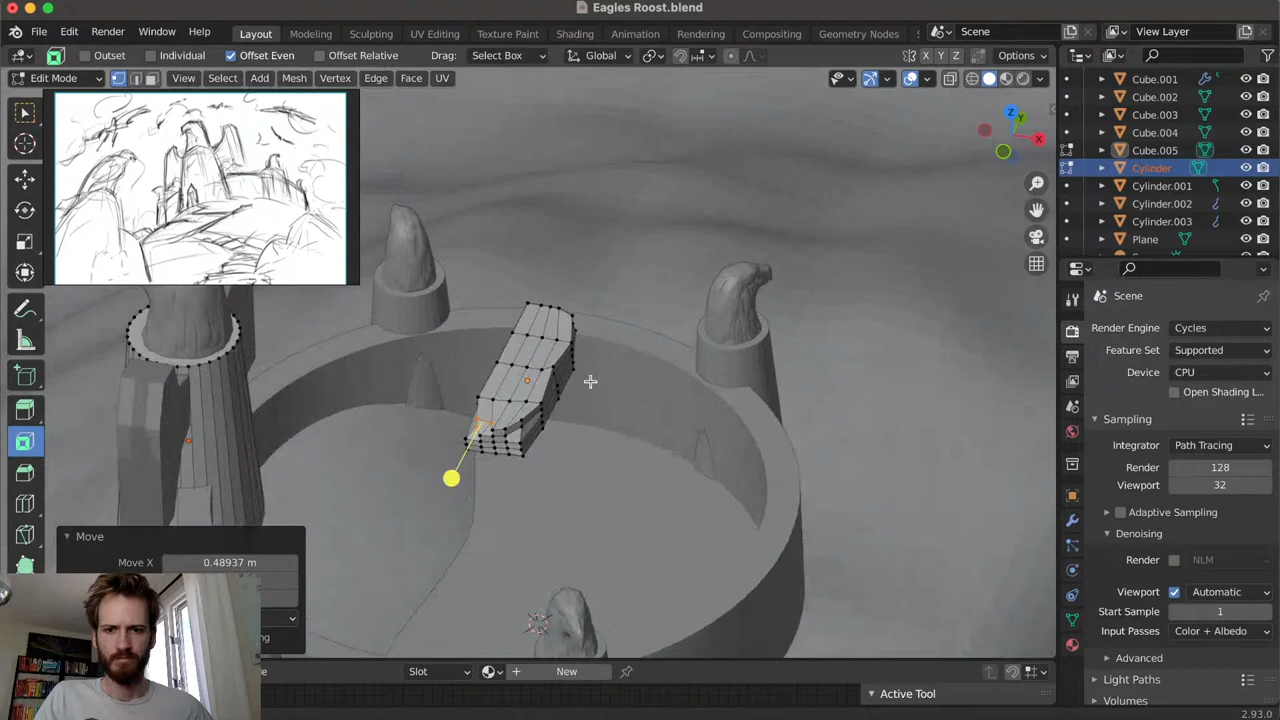 Eagles Roost.blend
File Edit Render Window Help Layout Modeling Sculpting UV Editing Texture Paint Shading Animation Rendering Compositing Geometry Nodes Scene View Layer
Outset Individual Offset Even Offset Relative Drag: Select Box Global X Y Z Options
Edit Mode View Select Add Mesh Vertex Edge Face UV
Cube.001
Cube.002
Cube.003
Cube.004
Cube.005
Cylinder
Cylinder.001
Cylinder.002
Cylinder.003
Plane
Z Y X
Scene
Render Engine Cycles
Feature Set Supported
Device CPU
Open Shading L
Sampling
Integrator Path Tracing
Render 128
Viewport 32
Adaptive Sampling
Denoising
Render NLM
Viewport Automatic
Start Sample 1
Input Passes Color + Albedo
Advanced
Light Paths
Volumes
Move
Move X 0.48937 m
Slot New
Active Tool
2.93.0